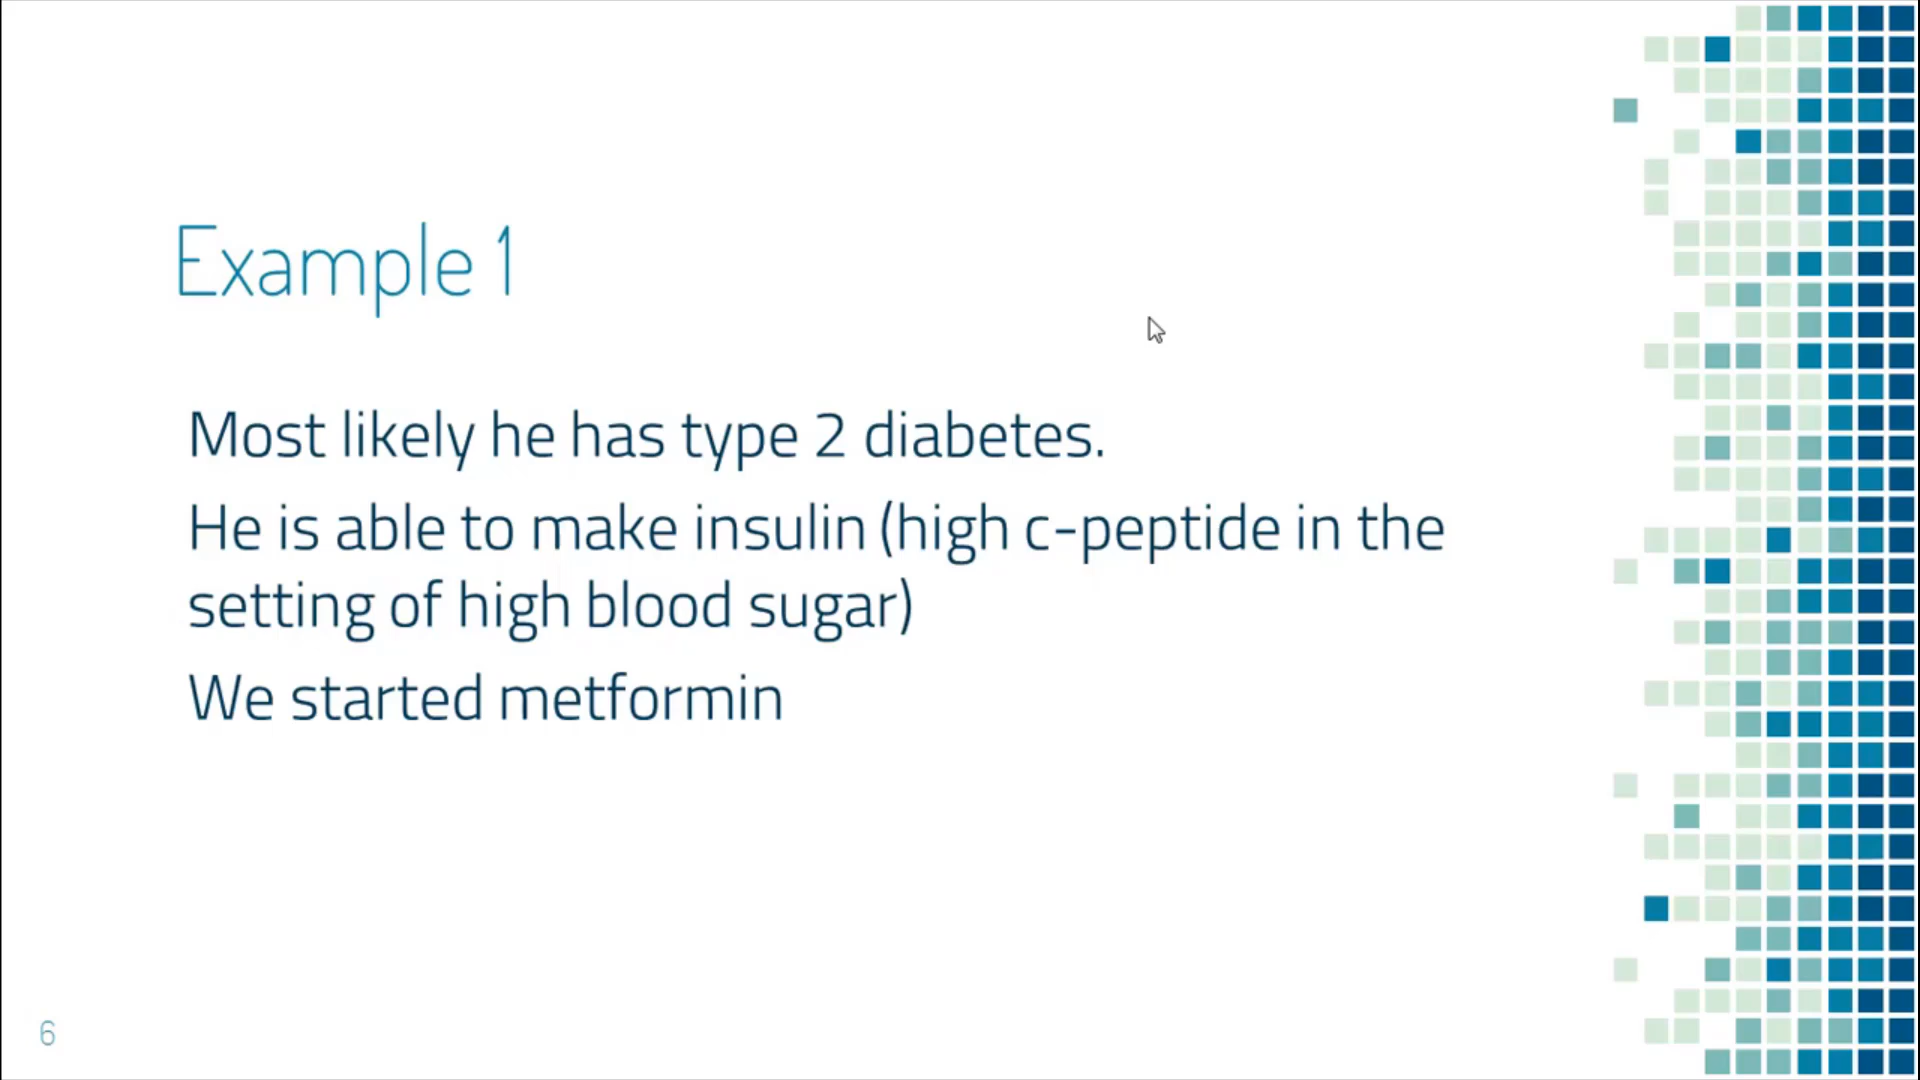 Example 1
Most likely he has type 2 diabetes.
He is able to make insulin (high c-peptide in the
setting of high blood sugar)
We started metformin
6